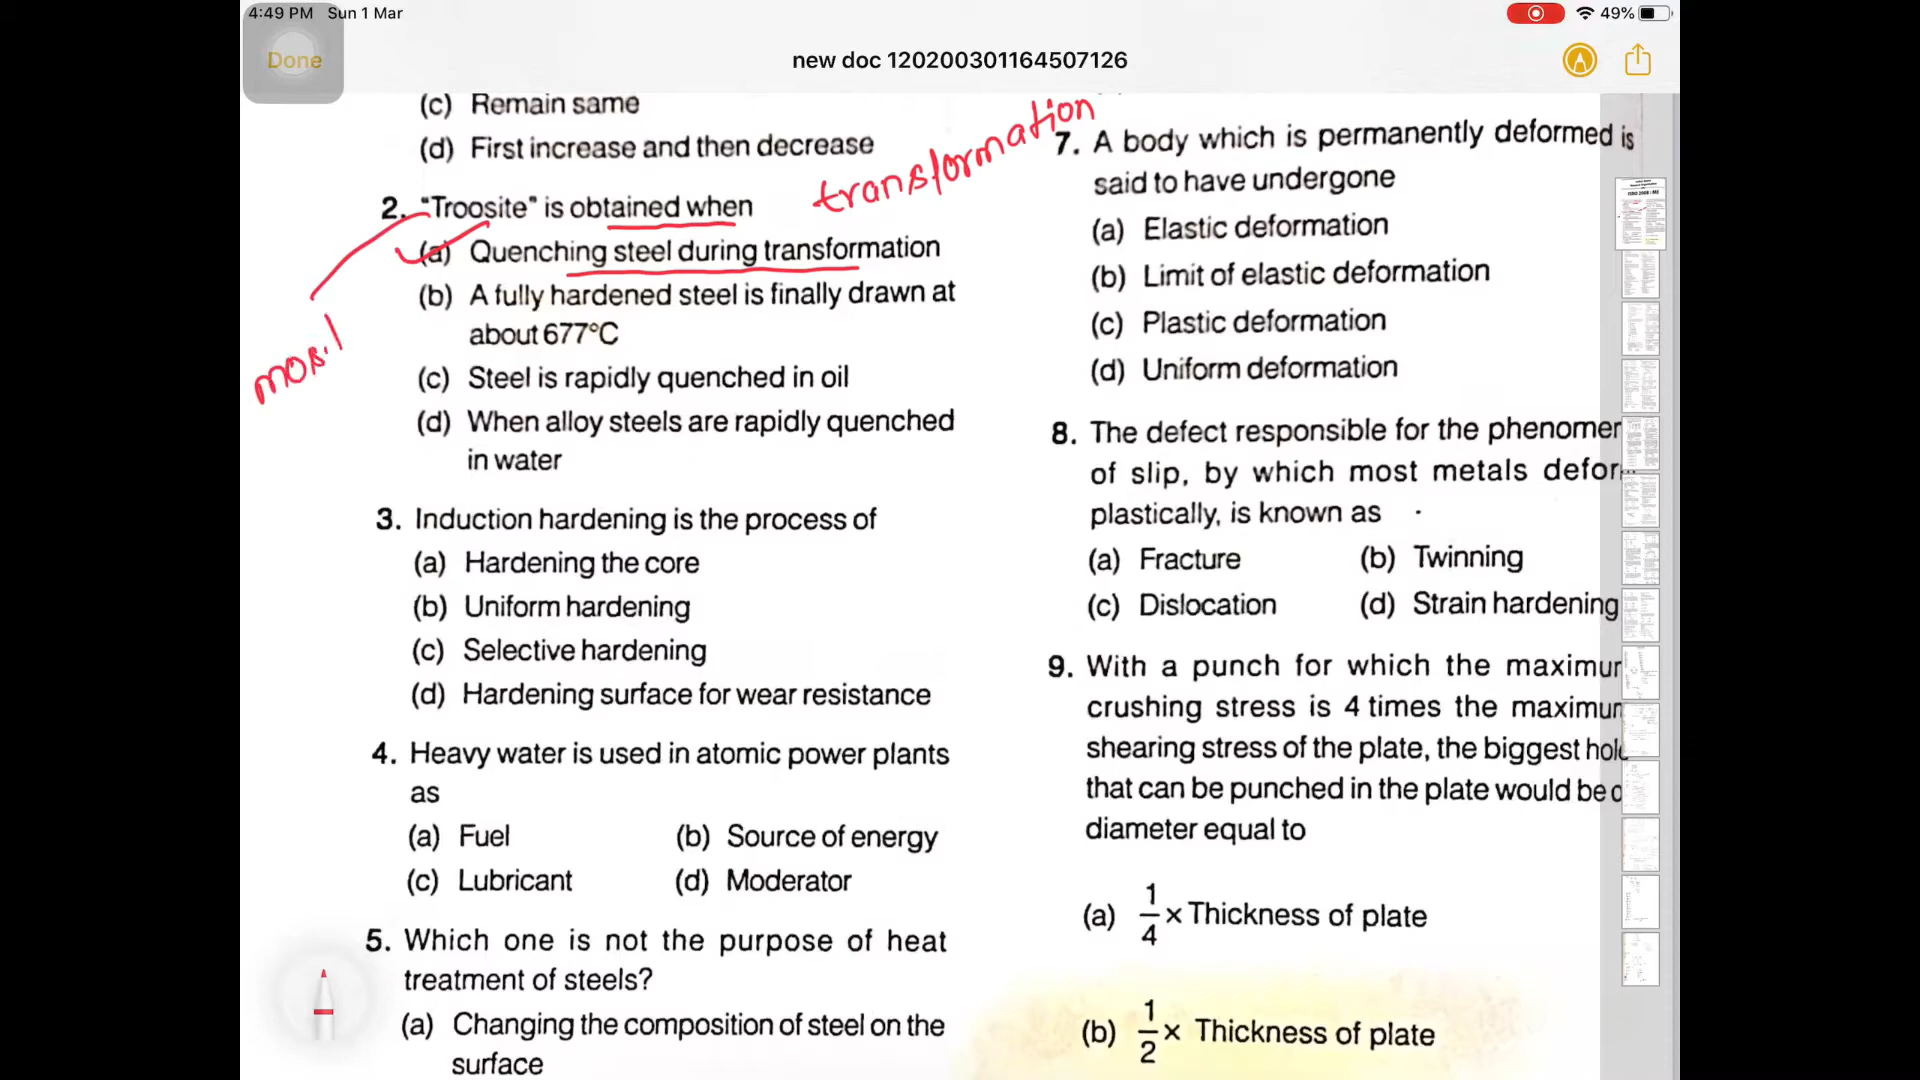 4:49 PM Sun 1 Mar
49%
Done
new doc 120200301164507126
(c) Remain same
(d) First increase and then decrease
transformation
2. "Troosite" is obtained when
(a) Quenching steel during transformation
(b) A fully hardened steel is finally drawn at
about 677°C
(c) Steel is rapidly quenched in oil
(d) When alloy steels are rapidly quenched
in water
3. Induction hardening is the process of
(a) Hardening the core
(b) Uniform hardening
(c) Selective hardening
(d) Hardening surface for wear resistance
4. Heavy water is used in atomic power plants
as
(a) Fuel (b) Source of energy
(c) Lubricant (d) Moderator
5. Which one is not the purpose of heat
treatment of steels?
(a) Changing the composition of steel on the
surface
7. A body which is permanently deformed is
said to have undergone
(a) Elastic deformation
(b) Limit of elastic deformation
(c) Plastic deformation
(d) Uniform deformation
8. The defect responsible for the phenomen
of slip, by which most metals defor
plastically, is known as
(a) Fracture (b) Twinning
(c) Dislocation (d) Strain hardening
9. With a punch for which the maximum
crushing stress is 4 times the maximum
shearing stress of the plate, the biggest hole
that can be punched in the plate would be o
diameter equal to
(a) 1/4 × Thickness of plate
(b) 1/2 × Thickness of plate